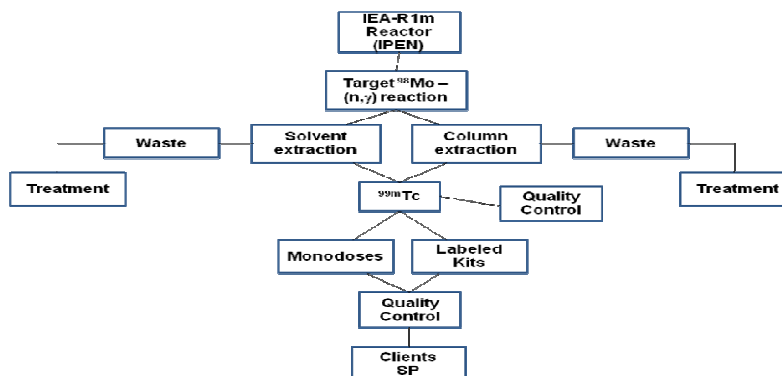 IEA-R1m
Reactor
(IPEN)
Target ⁹⁸Mo –
(n,γ) reaction
Waste
Solvent
extraction
Column
extraction
Waste
Treatment
⁹⁹ᵐTc
Quality
Control
Treatment
Monodoses
Labeled
Kits
Quality
Control
Clients
SP